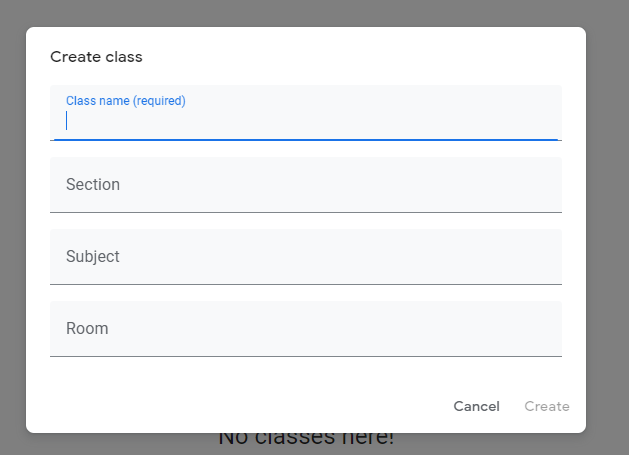 Create class
Class name (required)
Section
Subject
Room
Cancel Create
No classes here!